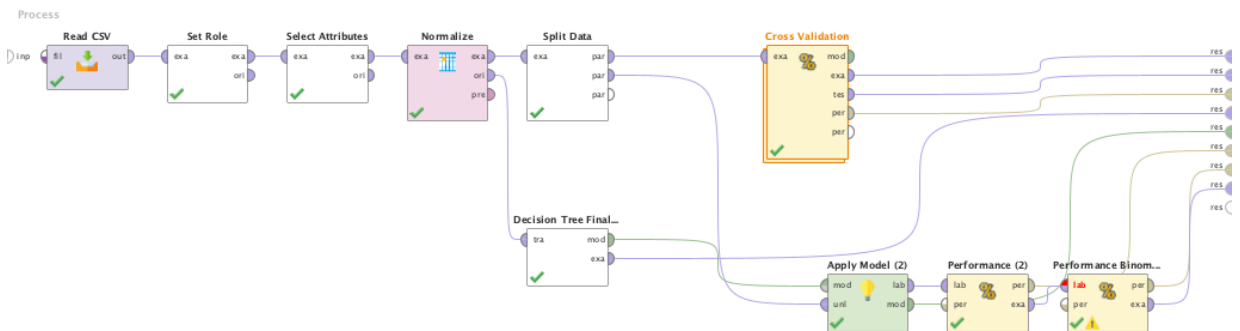 Process
Read CSV
Set Role
Select Attributes
Normalize
Split Data
Cross Validation
inp
fil out
exa exa
ori
exa exa
ori
exa exa
ori
pre
exa par
par
par
exa mod
exa
tes
per
per
res
res
res
res
res
res
res
res
res
Decision Tree Final...
tra mod
exa
Apply Model (2)
Performance (2)
Performance Binom...
mod lab
unl mod
lab per
per exa
lab per
per exa